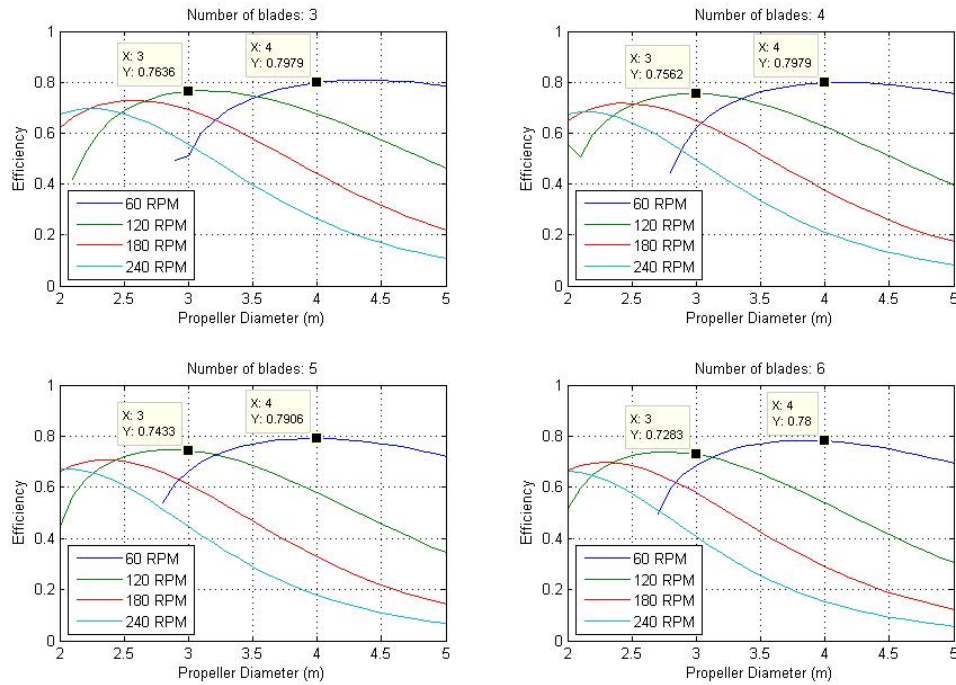 Number of blades: 3
X: 3
Y: 0.7636
X: 4
Y: 0.7979
Efficiency
1
0.8
0.6
0.4
0.2
0
60 RPM
120 RPM
180 RPM
240 RPM
2 2.5 3 3.5 4 4.5 5
Propeller Diameter (m)
Number of blades: 4
X: 3
Y: 0.7562
X: 4
Y: 0.7979
Efficiency
1
0.8
0.6
0.4
0.2
0
60 RPM
120 RPM
180 RPM
240 RPM
2 2.5 3 3.5 4 4.5 5
Propeller Diameter (m)
Number of blades: 5
X: 3
Y: 0.7433
X: 4
Y: 0.7906
Efficiency
1
0.8
0.6
0.4
0.2
0
60 RPM
120 RPM
180 RPM
240 RPM
2 2.5 3 3.5 4 4.5 5
Propeller Diameter (m)
Number of blades: 6
X: 3
Y: 0.7283
X: 4
Y: 0.78
Efficiency
1
0.8
0.6
0.4
0.2
0
60 RPM
120 RPM
180 RPM
240 RPM
2 2.5 3 3.5 4 4.5 5
Propeller Diameter (m)